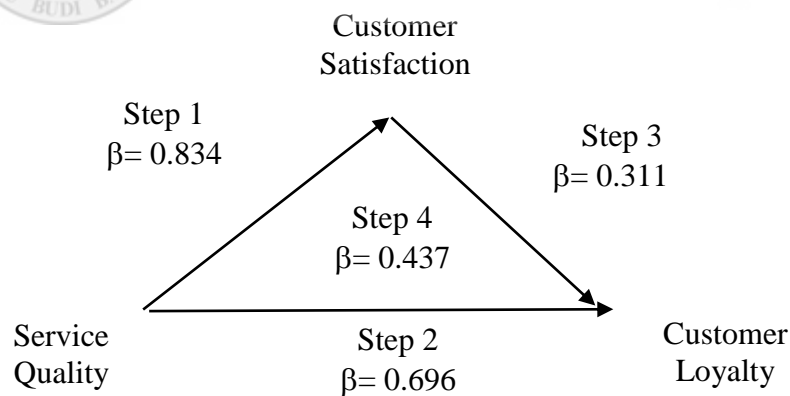 BUDI
Customer
Satisfaction
Step 1
β= 0.834
Step 3
β= 0.311
Step 4
β= 0.437
Service
Quality
Step 2
β= 0.696
Customer
Loyalty